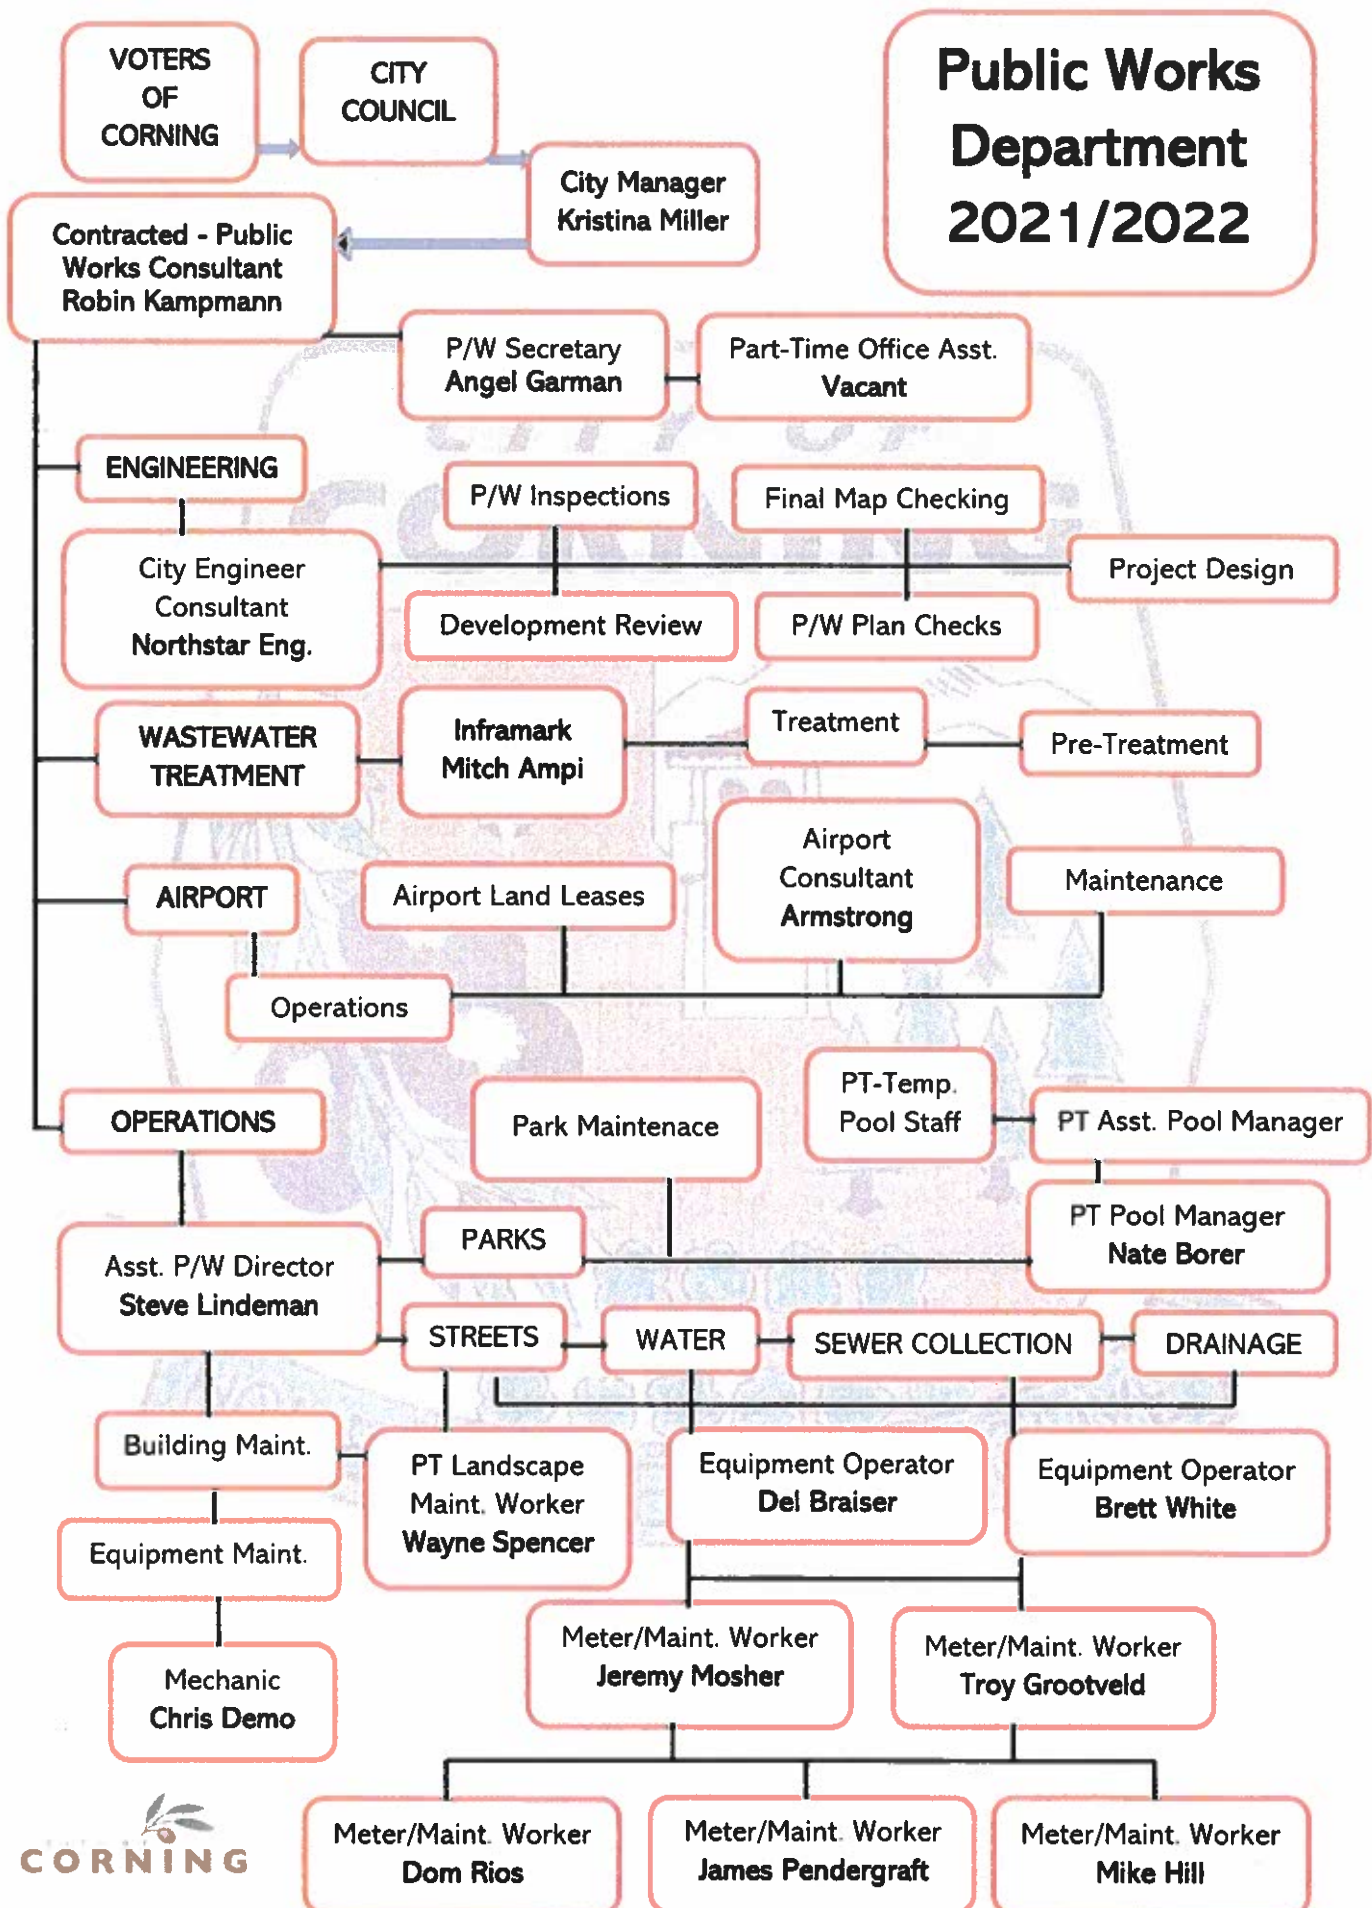 VOTERS
OF
CORNING
CITY
COUNCIL
City Manager
Kristina Miller
Public Works
Department
2021/2022
Contracted - Public
Works Consultant
Robin Kampmann
P/W Secretary
Angel Garman
Part-Time Office Asst.
Vacant
CITY OF
CORNING
ENGINEERING
P/W Inspections
Final Map Checking
City Engineer
Consultant
Northstar Eng.
Project Design
Development Review
P/W Plan Checks
WASTEWATER
TREATMENT
Inframark
Mitch Ampi
Treatment
Pre-Treatment
AIRPORT
Airport Land Leases
Airport
Consultant
Armstrong
Maintenance
Operations
OPERATIONS
Park Maintenace
PT-Temp.
Pool Staff
PT Asst. Pool Manager
PT Pool Manager
Nate Borer
Asst. P/W Director
Steve Lindeman
PARKS
STREETS
WATER
SEWER COLLECTION
DRAINAGE
Building Maint.
PT Landscape
Maint. Worker
Wayne Spencer
Equipment Operator
Del Braiser
Equipment Operator
Brett White
Equipment Maint.
Mechanic
Chris Demo
Meter/Maint. Worker
Jeremy Mosher
Meter/Maint. Worker
Troy Grootveld
Meter/Maint. Worker
Dom Rios
Meter/Maint. Worker
James Pendergraft
Meter/Maint. Worker
Mike Hill
CORNING